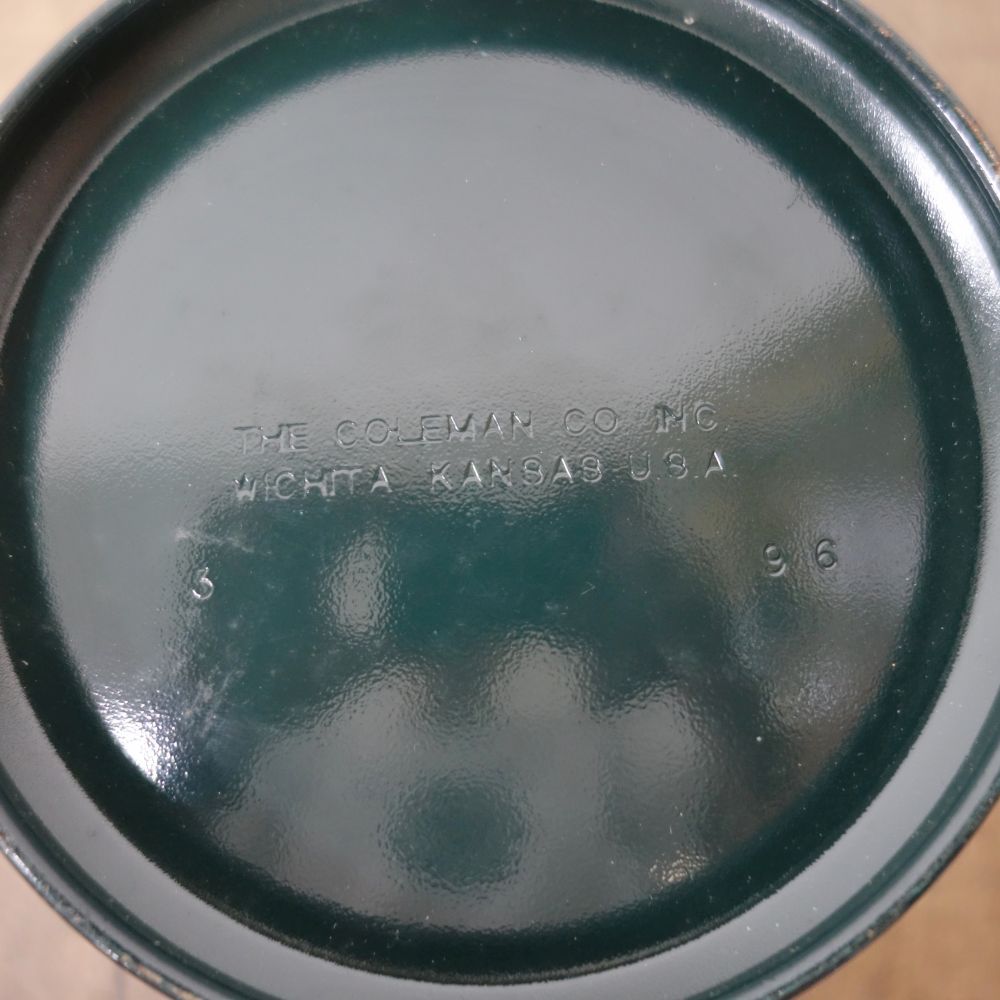 THE COLEMAN CO INC
WICHITA KANSAS U.S.A.
3 96